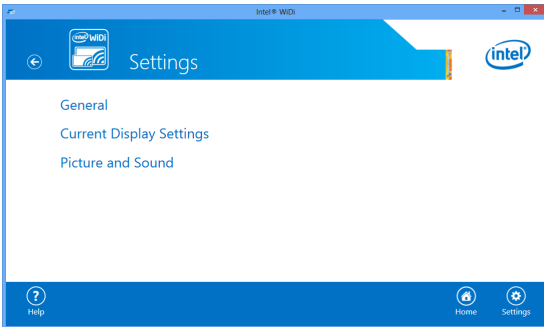 Intel® WiDi
intel WiDi
Settings
intel
General
Current Display Settings
Picture and Sound
?
Help
Home
Settings